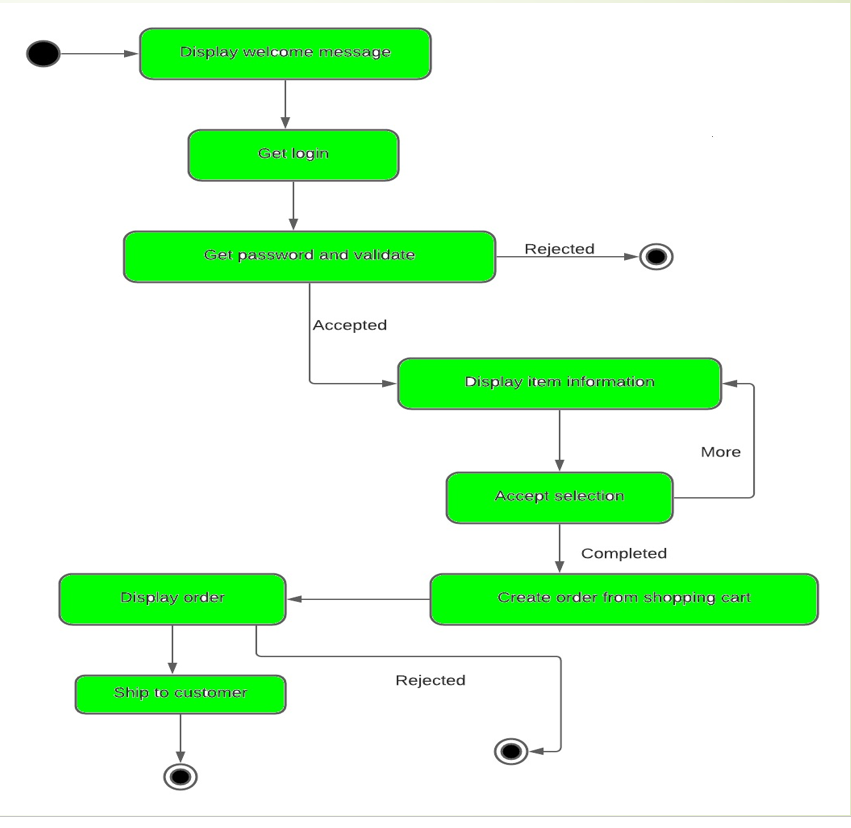 Display welcome message
Get login
Get password and validate
Rejected
Accepted
Display item information
More
Accept selection
Completed
Display order
Create order from shopping cart
Rejected
Ship to customer